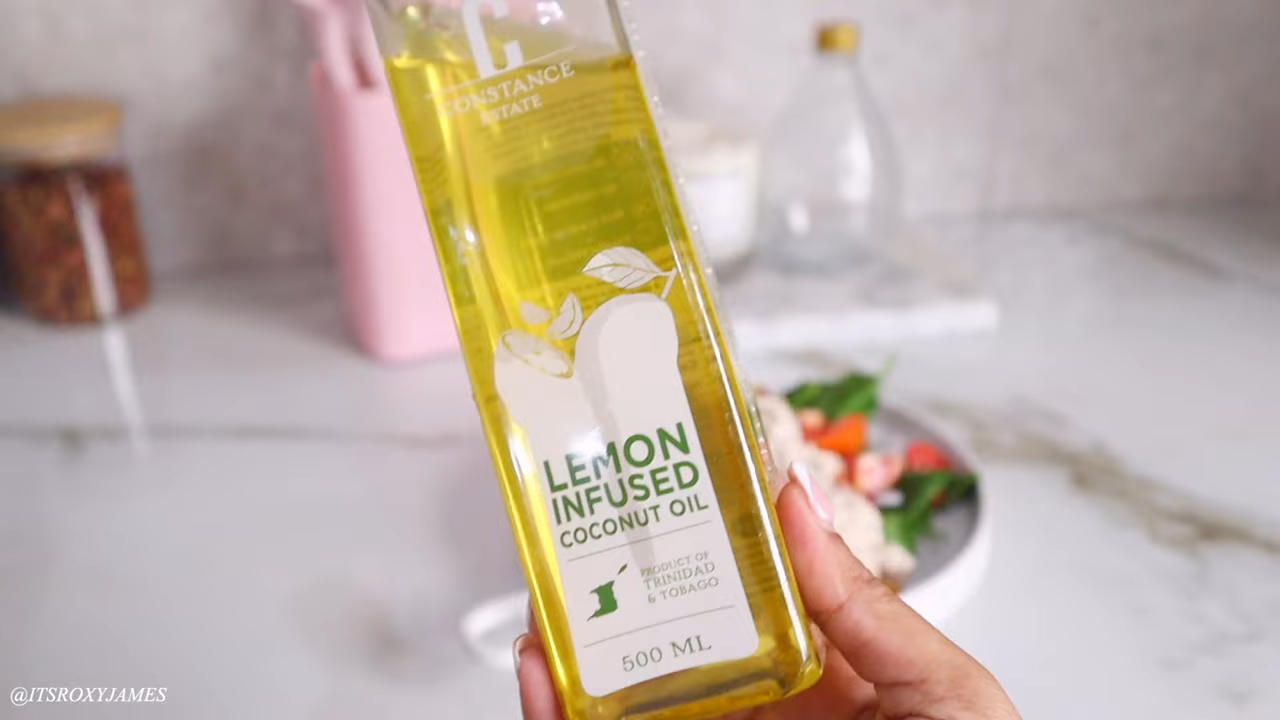 C
CONSTANCE
ESTATE
LEMON
INFUSED
COCONUT OIL
PRODUCT OF
TRINIDAD
& TOBAGO
500 ML
@ITSROXYJAMES